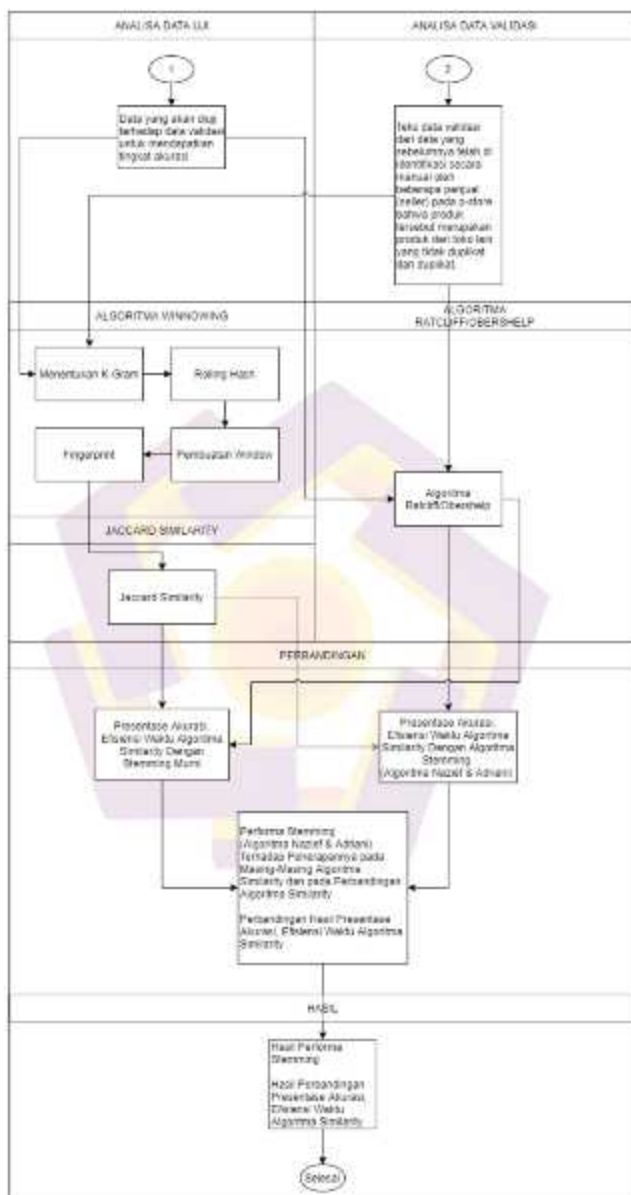 ANALISA DATA UJI
ANALISA DATA VALIDASI
1
2
Data yang akan diuji
terhadap data validasi
untuk mendapatkan
tingkat akurasi
Teks data validasi
dari data yang
sebelumnya telah di
identifikasi secara
manual oleh
beberapa penjual
(seller) pada e-store
bahwa produk
tersebut merupakan
produk dari toko lain
yang tidak duplikat
dan duplikat.
ALGORITMA WINNOWING
ALGORITMA
RATCLIFF/OBERSHELP
Menentukan K-Gram
Rolling Hash
Fingerprint
Pembuatan Window
Algoritma
Ratcliff/Obershelp
JACCARD SIMILARITY
Jaccard Similarity
PERBANDINGAN
Presentase Akurasi,
Efisiensi Waktu Algoritma
Similarity Dengan
Stemming Murni
Presentase Akurasi,
Efisiensi Waktu Algoritma
Similarity Dengan Algoritma
Stemming
(Algoritma Nazief & Adriani)
Performa Stemming
(Algoritma Nazief & Adriani)
Terhadap Penerapannya pada
Masing-Masing Algoritma
Similarity dan pada Perbandingan
Algoritma Similarity
Perbandingan Hasil Presentase
Akurasi, Efisiensi Waktu Algoritma
Similarity
HASIL
Hasil Performa
Stemming
Hasil Perbandingan
Presentase Akurasi,
Efisiensi Waktu
Algoritma Similarity
Selesai